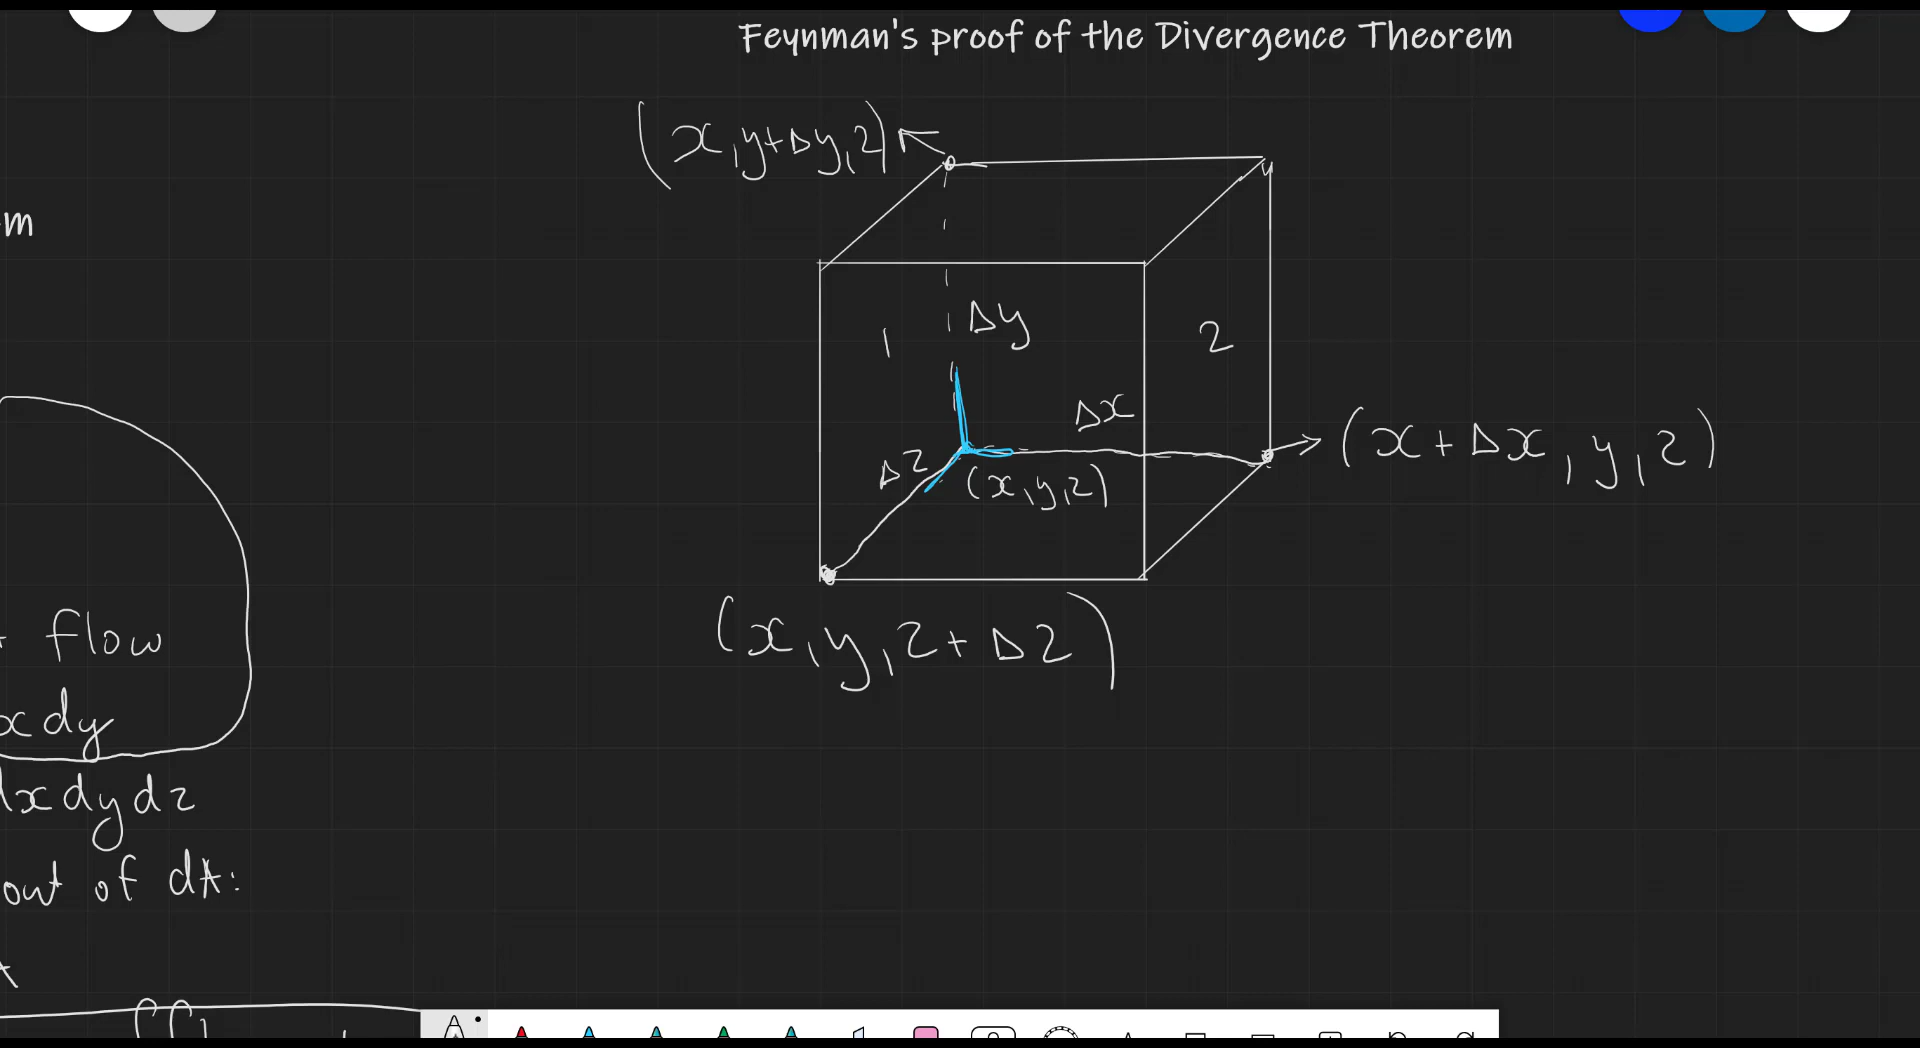 Feynman's proof of the Divergence Theorem
(x, y+Δy, z)
m
Δy
1
2
Δx
(x+Δx, y, z)
Δz
(x, y, z)
flow
(x, y, z+Δz)
xdy
dxdydz
out of dA: